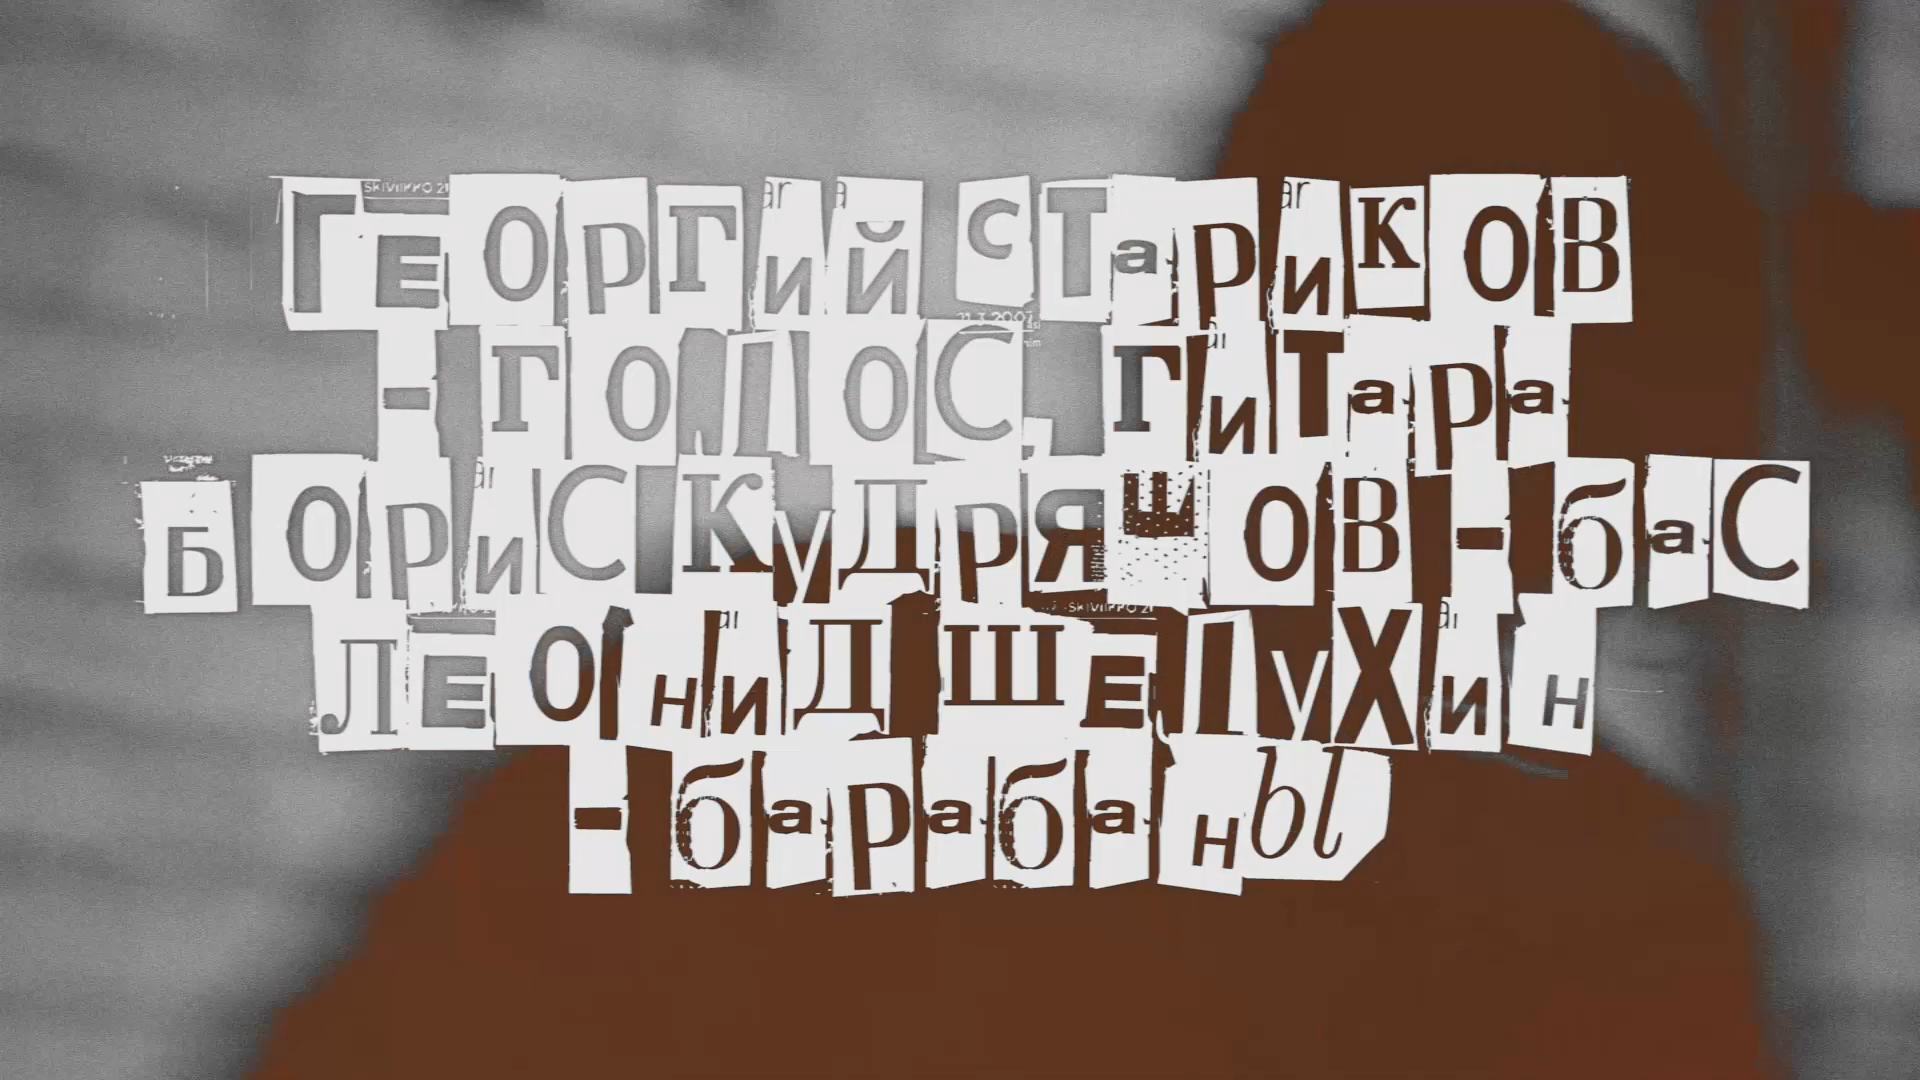 ГЕОРГИЙ СТаРИКОВ
- ГОЛОС, ГИТаРа
БОРИС КУДРЯШОВ - баС
ЛЕОНИД ШЕЛУХИН
- барабаны